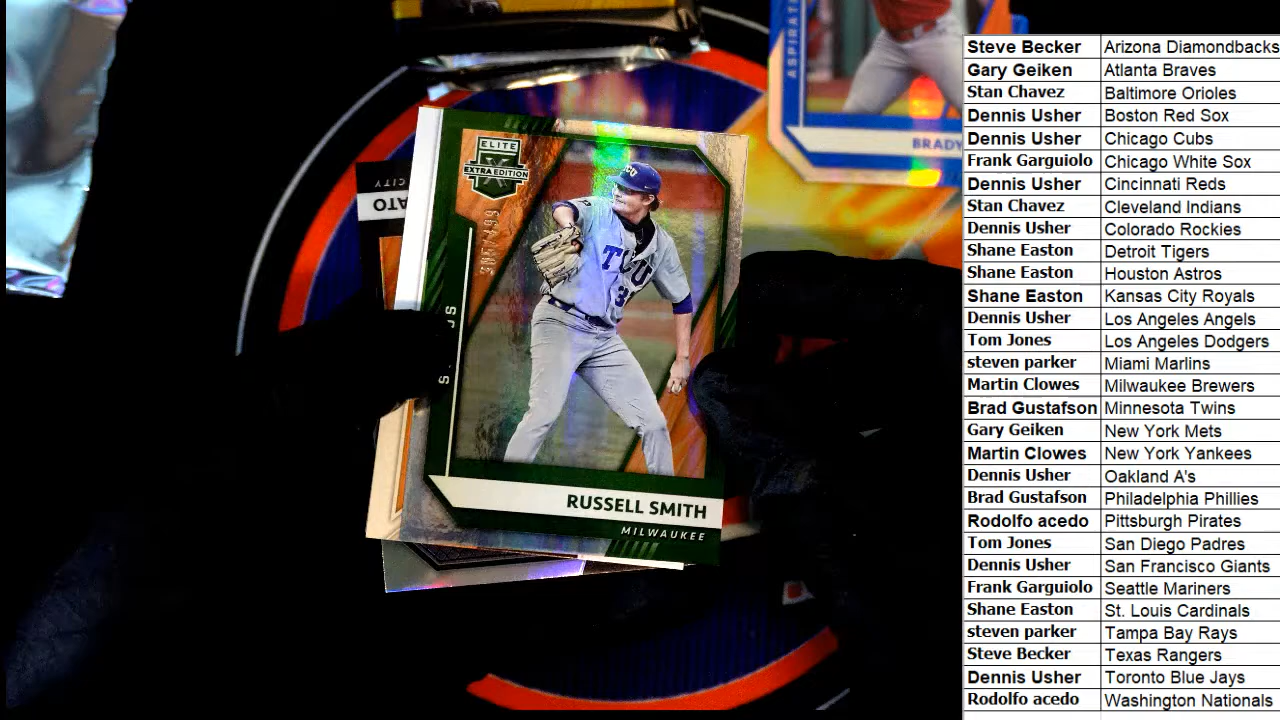 ASPIRATI
BRADY
ELITE
EXTRA EDITION
CITY
ATO
TCU
RUSSELL SMITH
MILWAUKEE
Steve Becker Arizona Diamondbacks
Gary Geiken Atlanta Braves
Stan Chavez Baltimore Orioles
Dennis Usher Boston Red Sox
Dennis Usher Chicago Cubs
Frank Garguiolo Chicago White Sox
Dennis Usher Cincinnati Reds
Stan Chavez Cleveland Indians
Dennis Usher Colorado Rockies
Shane Easton Detroit Tigers
Shane Easton Houston Astros
Shane Easton Kansas City Royals
Dennis Usher Los Angeles Angels
Tom Jones Los Angeles Dodgers
steven parker Miami Marlins
Martin Clowes Milwaukee Brewers
Brad Gustafson Minnesota Twins
Gary Geiken New York Mets
Martin Clowes New York Yankees
Dennis Usher Oakland A's
Brad Gustafson Philadelphia Phillies
Rodolfo acedo Pittsburgh Pirates
Tom Jones San Diego Padres
Dennis Usher San Francisco Giants
Frank Garguiolo Seattle Mariners
Shane Easton St. Louis Cardinals
steven parker Tampa Bay Rays
Steve Becker Texas Rangers
Dennis Usher Toronto Blue Jays
Rodolfo acedo Washington Nationals